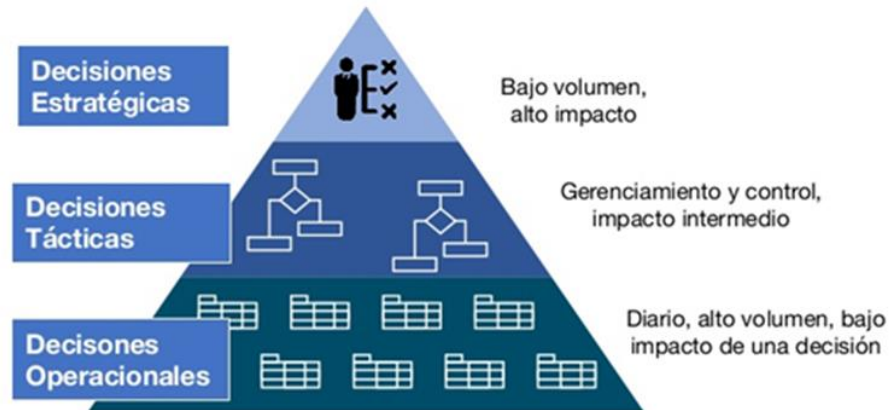 Decisiones
Estratégicas
Bajo volumen,
alto impacto
Decisiones
Tácticas
Gerenciamiento y control,
impacto intermedio
Decisones
Operacionales
Diario, alto volumen, bajo
impacto de una decisión